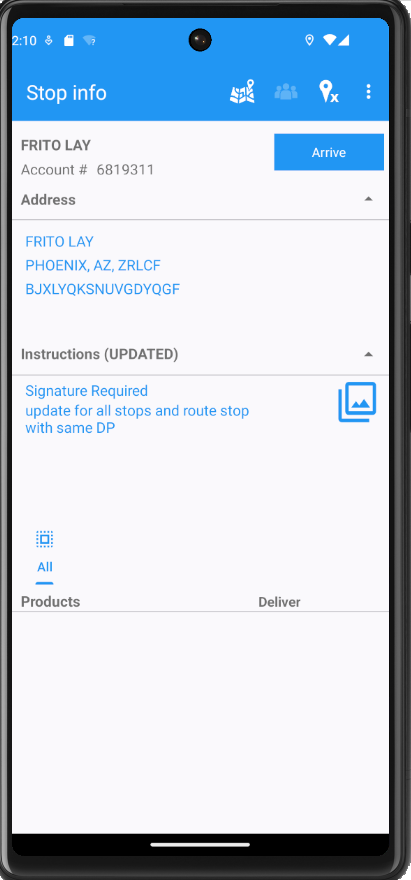 2:10
Stop info
FRITO LAY
Arrive
Account # 6819311
Address
FRITO LAY
PHOENIX, AZ, ZRLCF
BJXLYQKSNUVGDYQGF
Instructions (UPDATED)
Signature Required
update for all stops and route stop
with same DP
All
Products Deliver